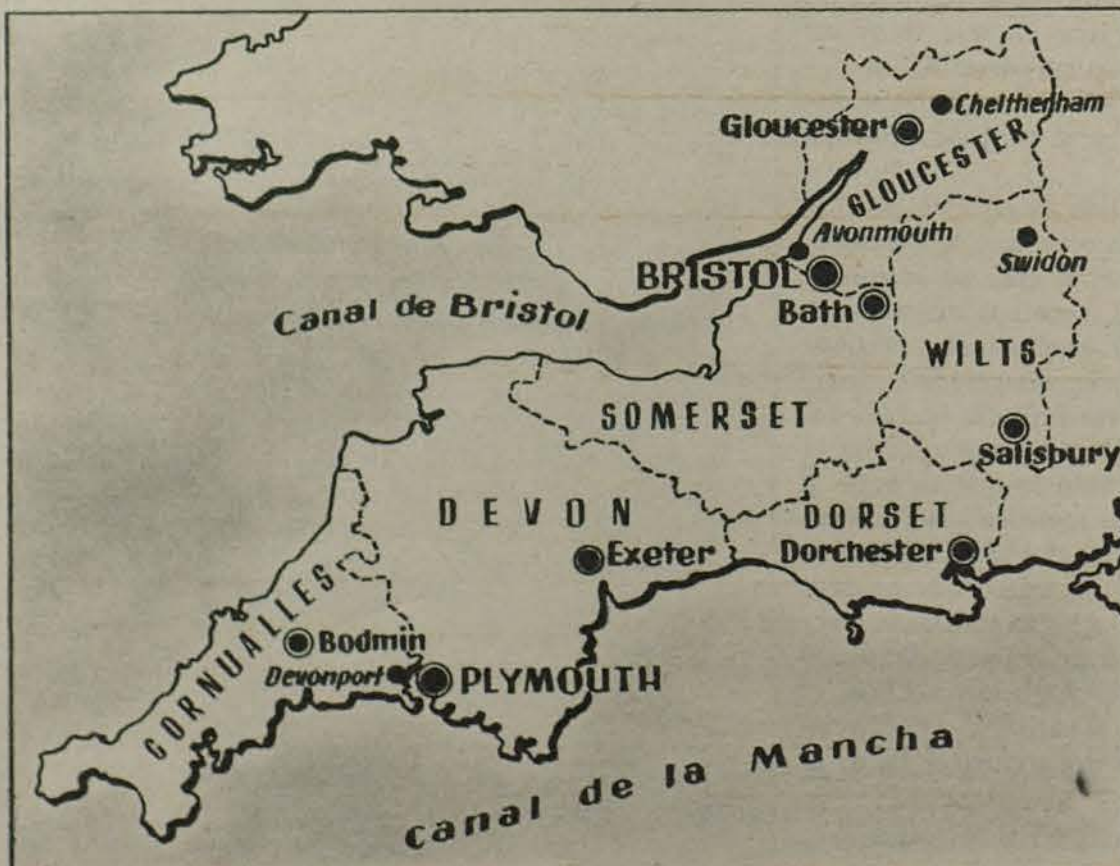 Chelthenham
Gloucester
GLOUCESTER
Avonmouth
Swidon
BRISTOL
Canal de Bristol
Bath
WILTS
SOMERSET
Salisbury
DEVON
DORSET
Exeter
Dorchester
CORNUALLES
Bodmin
Devonport
PLYMOUTH
canal de la Mancha